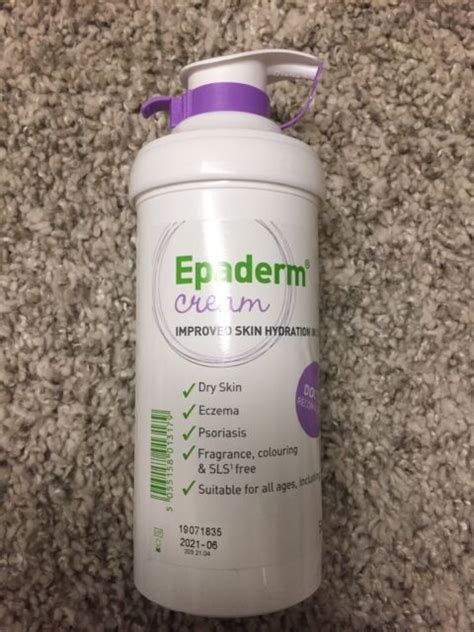 Epaderm®
cream
IMPROVED SKIN HYDRATION
Dry Skin
Eczema
Psoriasis
Fragrance, colouring
& SLS¹ free
Suitable for all ages,
19071835
2021-06